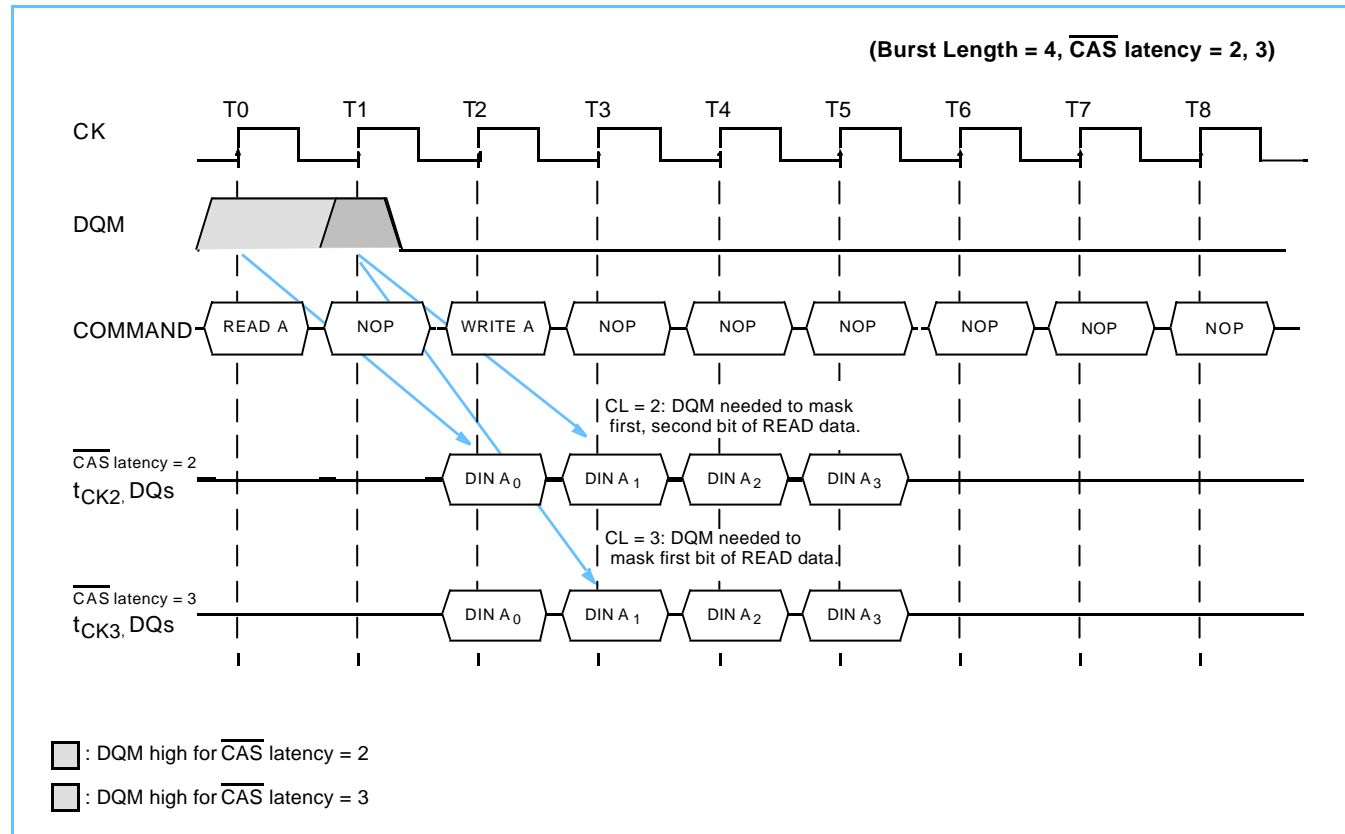 (Burst Length = 4, CAS latency = 2, 3)
T0 T1 T2 T3 T4 T5 T6 T7 T8
CK
DQM
COMMAND READ A NOP WRITE A NOP NOP NOP NOP NOP NOP
CL = 2: DQM needed to mask
first, second bit of READ data.
CAS latency = 2
tCK2, DQs DIN A0 DIN A1 DIN A2 DIN A3
CL = 3: DQM needed to
mask first bit of READ data.
CAS latency = 3
tCK3, DQs DIN A0 DIN A1 DIN A2 DIN A3
: DQM high for CAS latency = 2
: DQM high for CAS latency = 3